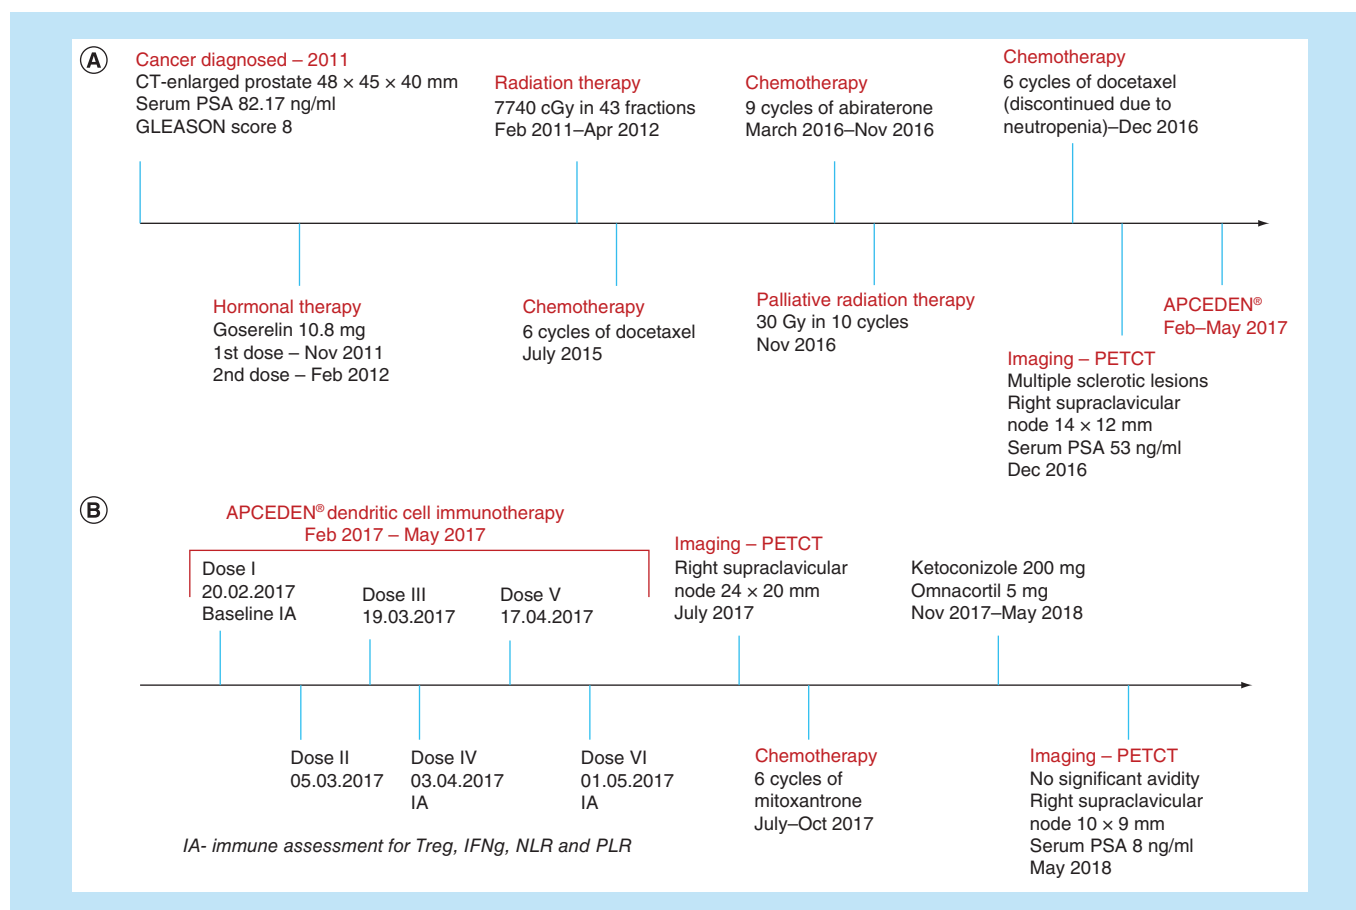 A
Cancer diagnosed – 2011
CT-enlarged prostate 48 × 45 × 40 mm
Serum PSA 82.17 ng/ml
GLEASON score 8
Radiation therapy
7740 cGy in 43 fractions
Feb 2011–Apr 2012
Chemotherapy
9 cycles of abiraterone
March 2016–Nov 2016
Chemotherapy
6 cycles of docetaxel
(discontinued due to
neutropenia)–Dec 2016
Hormonal therapy
Goserelin 10.8 mg
1st dose – Nov 2011
2nd dose – Feb 2012
Chemotherapy
6 cycles of docetaxel
July 2015
Palliative radiation therapy
30 Gy in 10 cycles
Nov 2016
Imaging – PETCT
Multiple sclerotic lesions
Right supraclavicular
node 14 × 12 mm
Serum PSA 53 ng/ml
Dec 2016
APCEDEN®
Feb–May 2017
B
APCEDEN® dendritic cell immunotherapy
Feb 2017 – May 2017
Dose I
20.02.2017
Baseline IA
Dose III
19.03.2017
Dose V
17.04.2017
Imaging – PETCT
Right supraclavicular
node 24 × 20 mm
July 2017
Ketoconizole 200 mg
Omnacortil 5 mg
Nov 2017–May 2018
Dose II
05.03.2017
Dose IV
03.04.2017
IA
Dose VI
01.05.2017
IA
Chemotherapy
6 cycles of
mitoxantrone
July–Oct 2017
Imaging – PETCT
No significant avidity
Right supraclavicular
node 10 × 9 mm
Serum PSA 8 ng/ml
May 2018
IA- immune assessment for Treg, IFNg, NLR and PLR